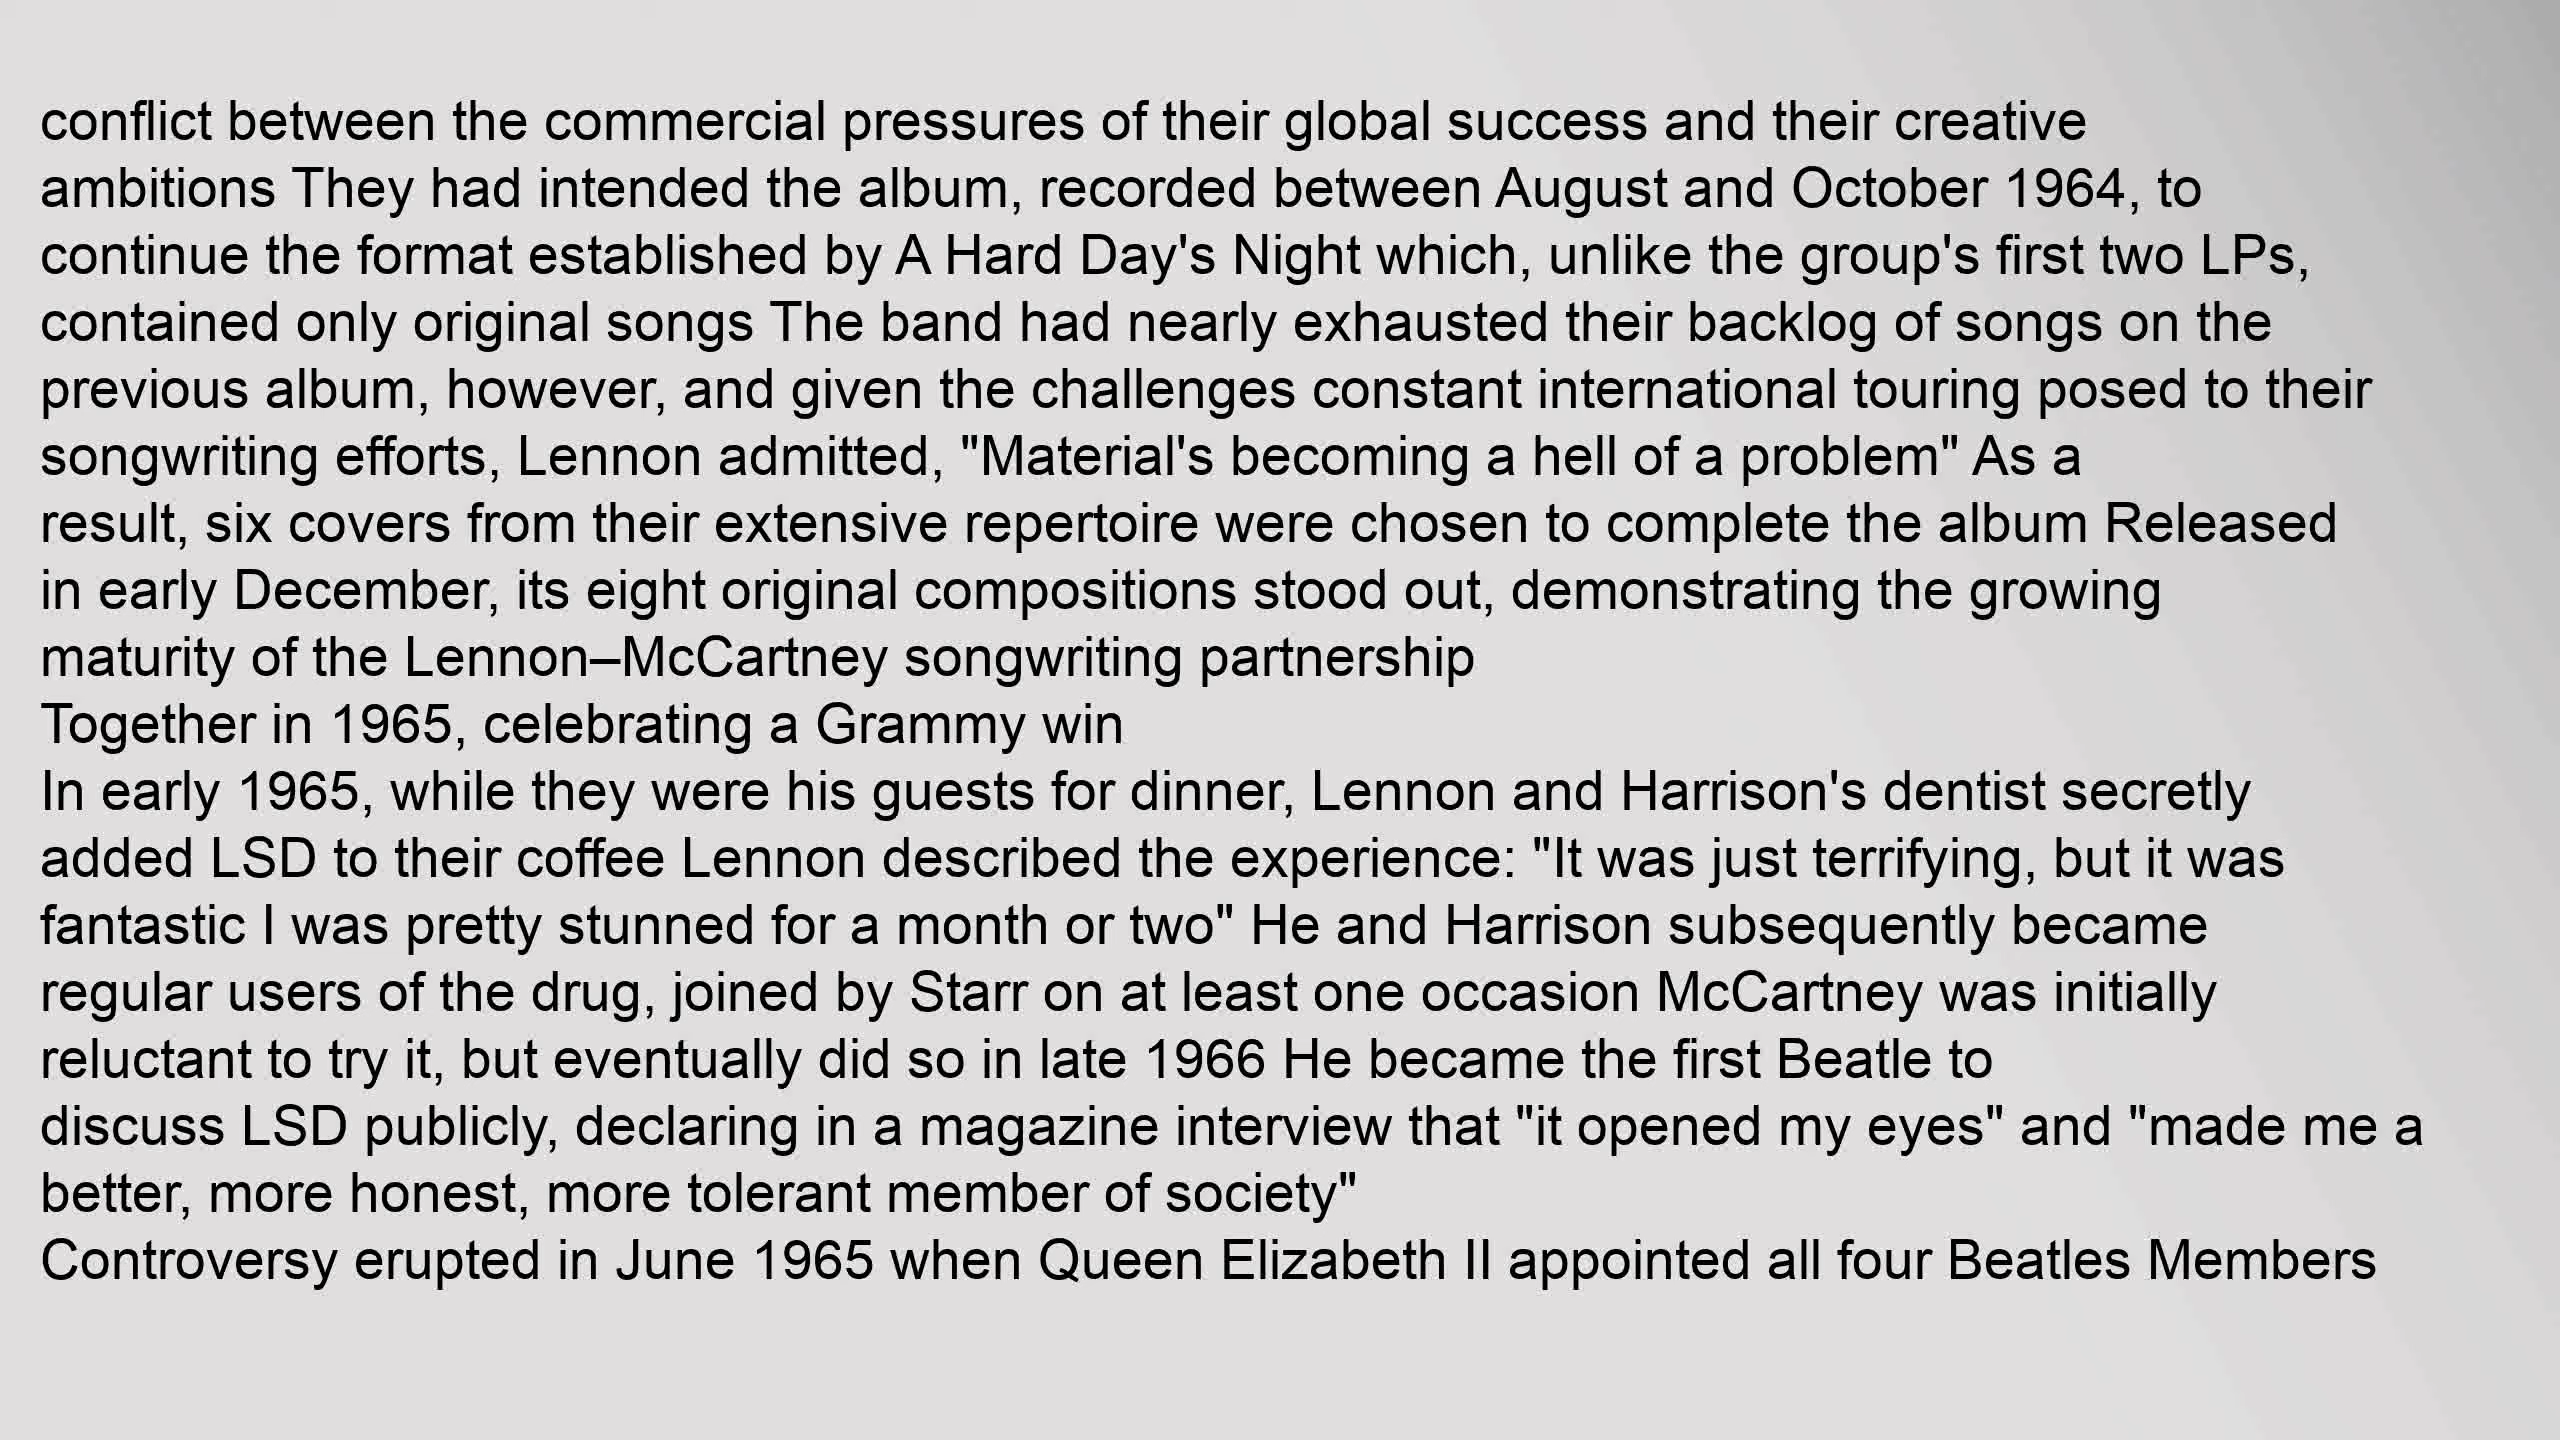 conflict between the commercial pressures of their global success and their creative
ambitions They had intended the album, recorded between August and October 1964, to
continue the format established by A Hard Day's Night which, unlike the group's first two LPs,
contained only original songs The band had nearly exhausted their backlog of songs on the
previous album, however, and given the challenges constant international touring posed to their
songwriting efforts, Lennon admitted, "Material's becoming a hell of a problem" As a
result, six covers from their extensive repertoire were chosen to complete the album Released
in early December, its eight original compositions stood out, demonstrating the growing
maturity of the Lennon–McCartney songwriting partnership
Together in 1965, celebrating a Grammy win
In early 1965, while they were his guests for dinner, Lennon and Harrison's dentist secretly
added LSD to their coffee Lennon described the experience: "It was just terrifying, but it was
fantastic I was pretty stunned for a month or two" He and Harrison subsequently became
regular users of the drug, joined by Starr on at least one occasion McCartney was initially
reluctant to try it, but eventually did so in late 1966 He became the first Beatle to
discuss LSD publicly, declaring in a magazine interview that "it opened my eyes" and "made me a
better, more honest, more tolerant member of society"
Controversy erupted in June 1965 when Queen Elizabeth II appointed all four Beatles Members